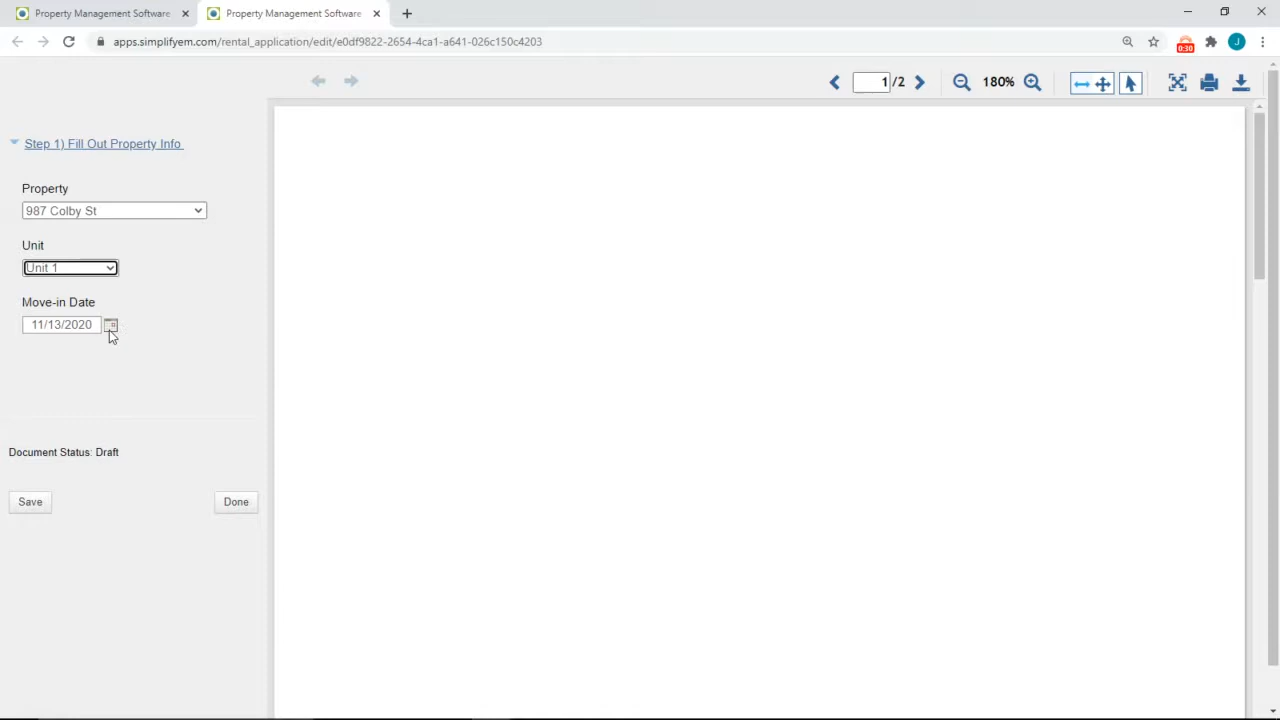 Property Management Software
Property Management Software
apps.simplifyem.com/rental_application/edit/e0df9822-2654-4ca1-a641-026c150c4203
0:30
J
1 /2
180%
Step 1) Fill Out Property Info
Property
987 Colby St
Unit
Unit 1
Move-in Date
11/13/2020
Document Status: Draft
Save
Done